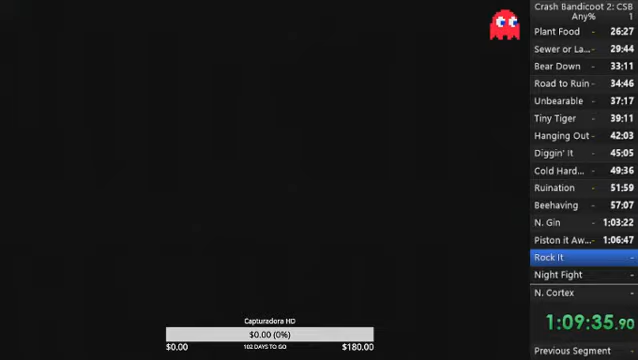 Crash Bandicoot 2: CSB
Any% 1
Plant Food - 26:27
Sewer or La... - 29:44
Bear Down - 33:11
Road to Ruin - 34:46
Unbearable - 37:17
Tiny Tiger - 39:11
Hanging Out - 42:03
Diggin' It - 45:05
Cold Hard... - 49:36
Ruination - 51:59
Beehaving - 57:07
N. Gin - 1:03:22
Piston it Aw... - 1:06:47
Rock It -
Night Fight -
N. Cortex -
1:09:35.90
Previous Segment -
Capturadora HD
$0.00 (0%)
$0.00 102 DAYS TO GO $180.00